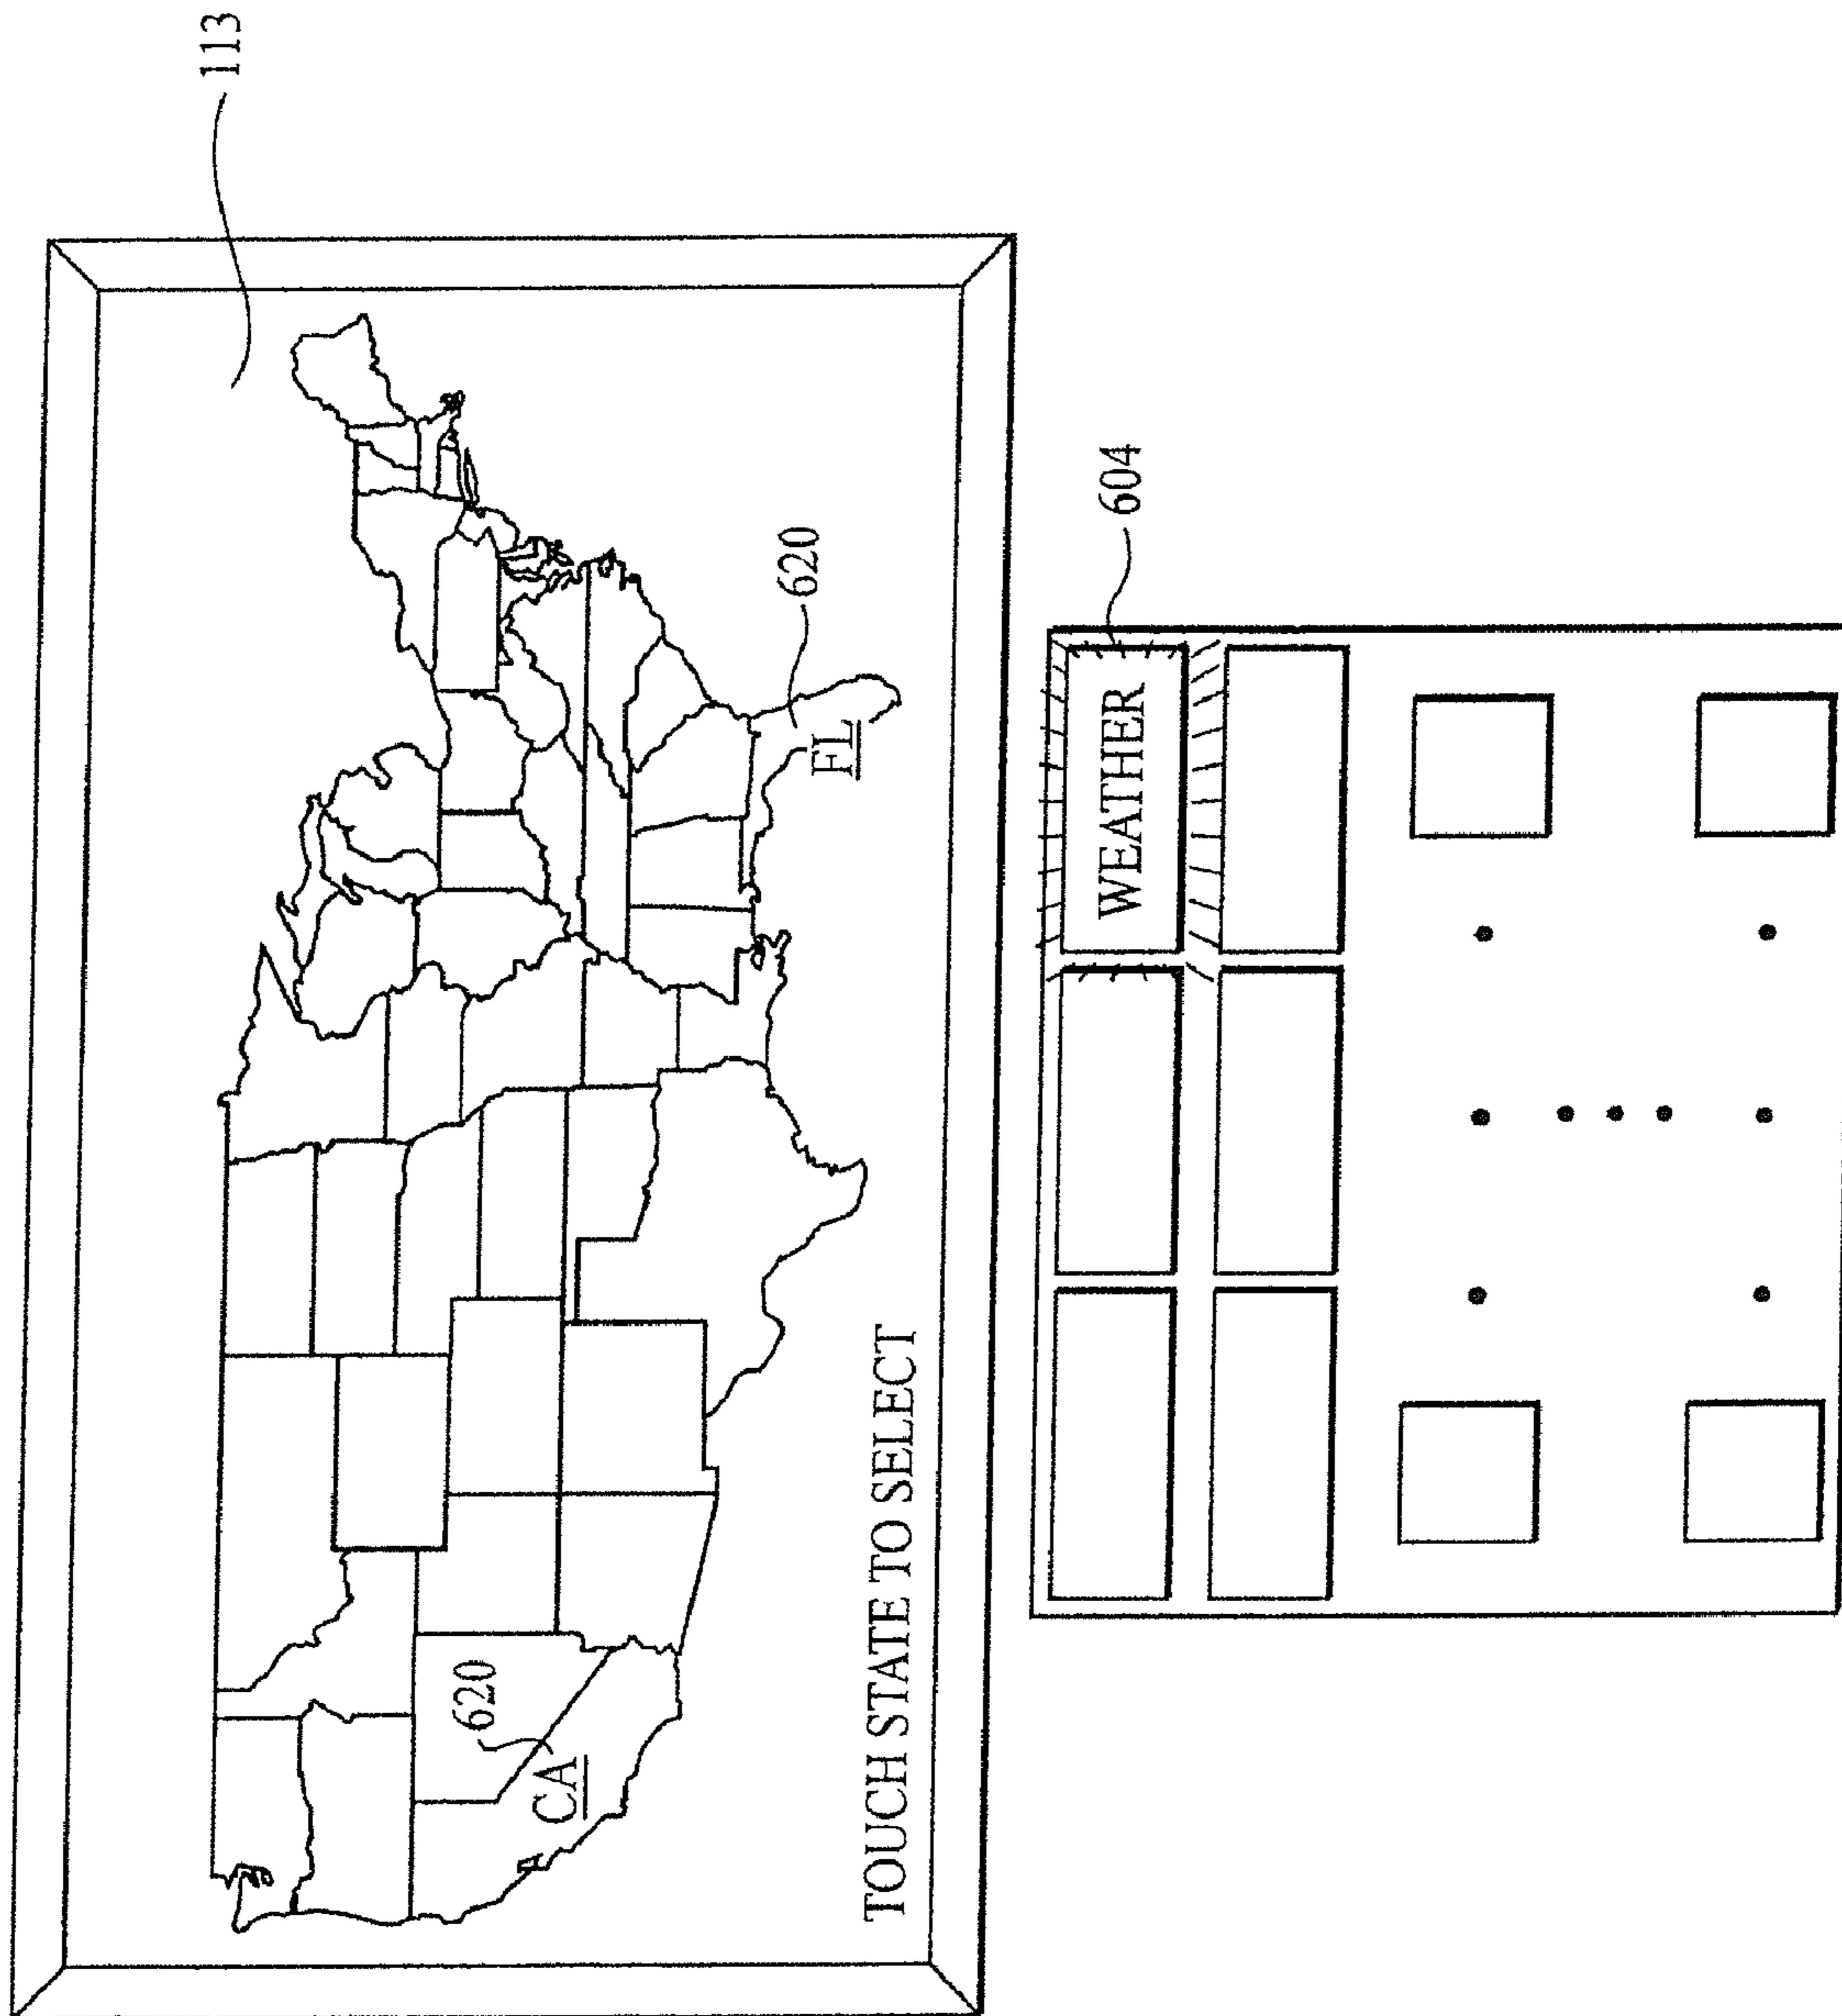 113
620
CA
620
FL
TOUCH STATE TO SELECT
WEATHER
604